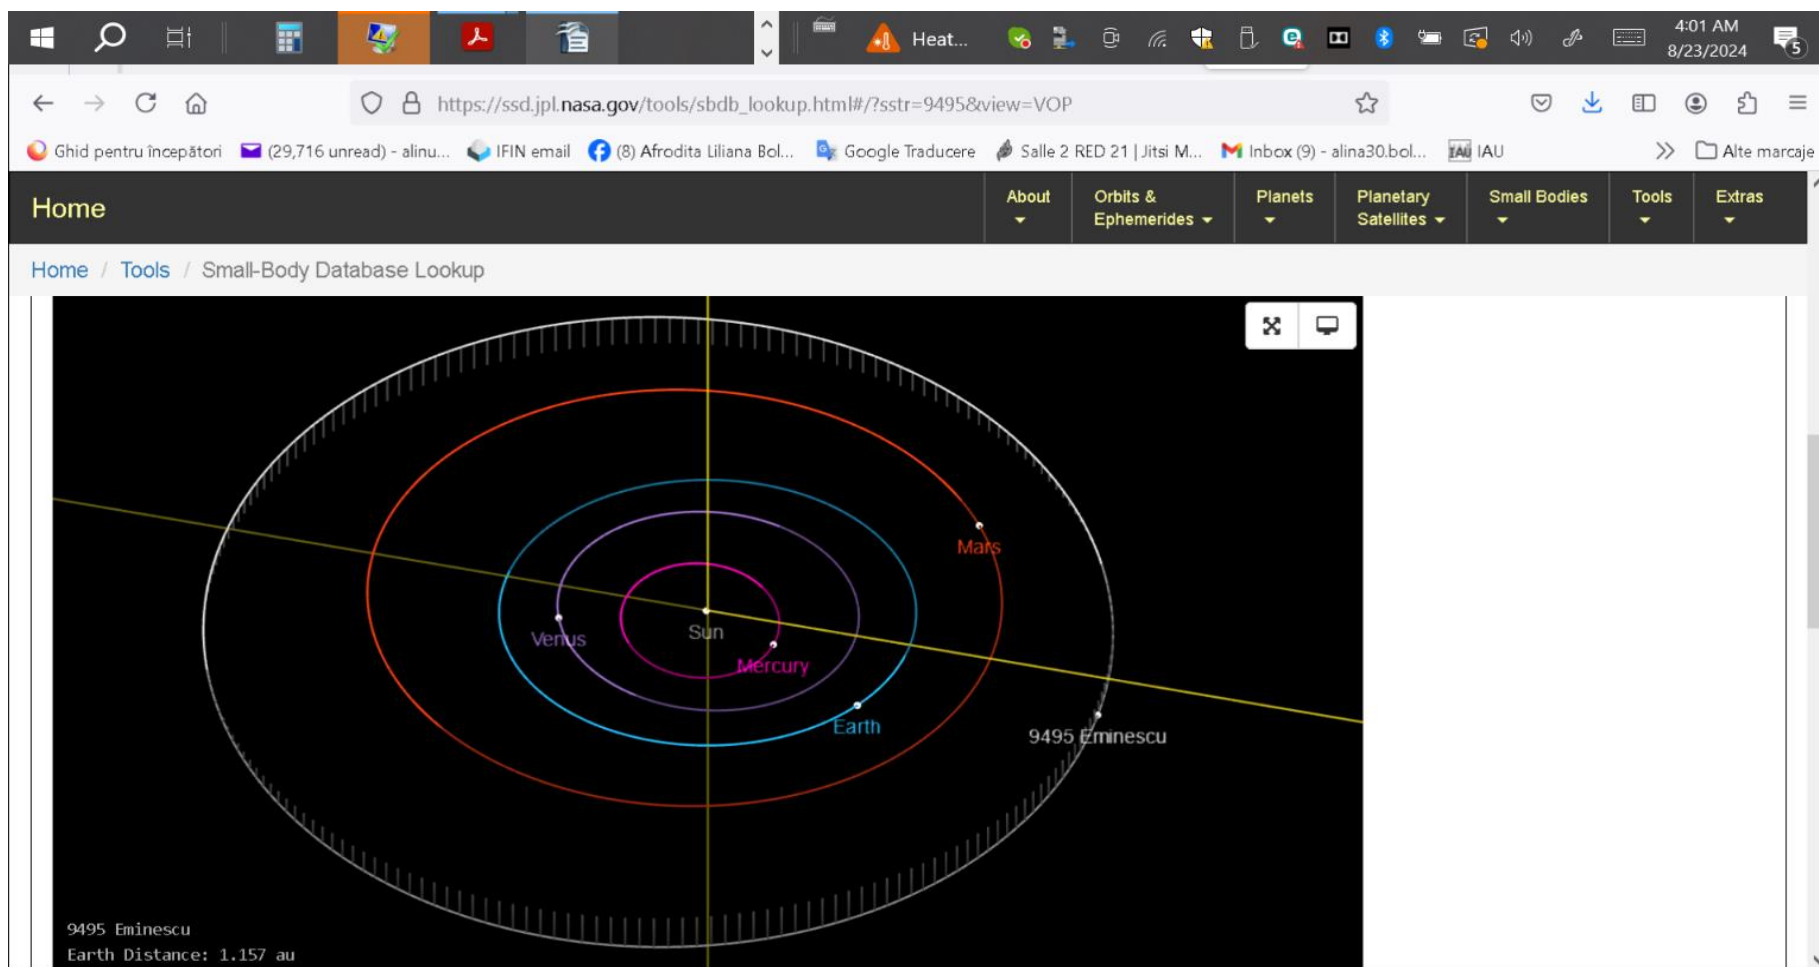 Heat...
4:01 AM
8/23/2024
5
https://ssd.jpl.nasa.gov/tools/sbdb_lookup.html#/?sstr=9495&view=VOP
Ghid pentru începători (29,716 unread) - alinu... IFIN email (8) Afrodita Liliana Bol... Google Traducere Salle 2 RED 21 | Jitsi M... Inbox (9) - alina30.bol... IAU IAU Alte marcaje
Home About Orbits & Ephemerides Planets Planetary Satellites Small Bodies Tools Extras
Home / Tools / Small-Body Database Lookup
Mars
Venus
Sun
Mercury
Earth
9495 Eminescu
9495 Eminescu
Earth Distance: 1.157 au